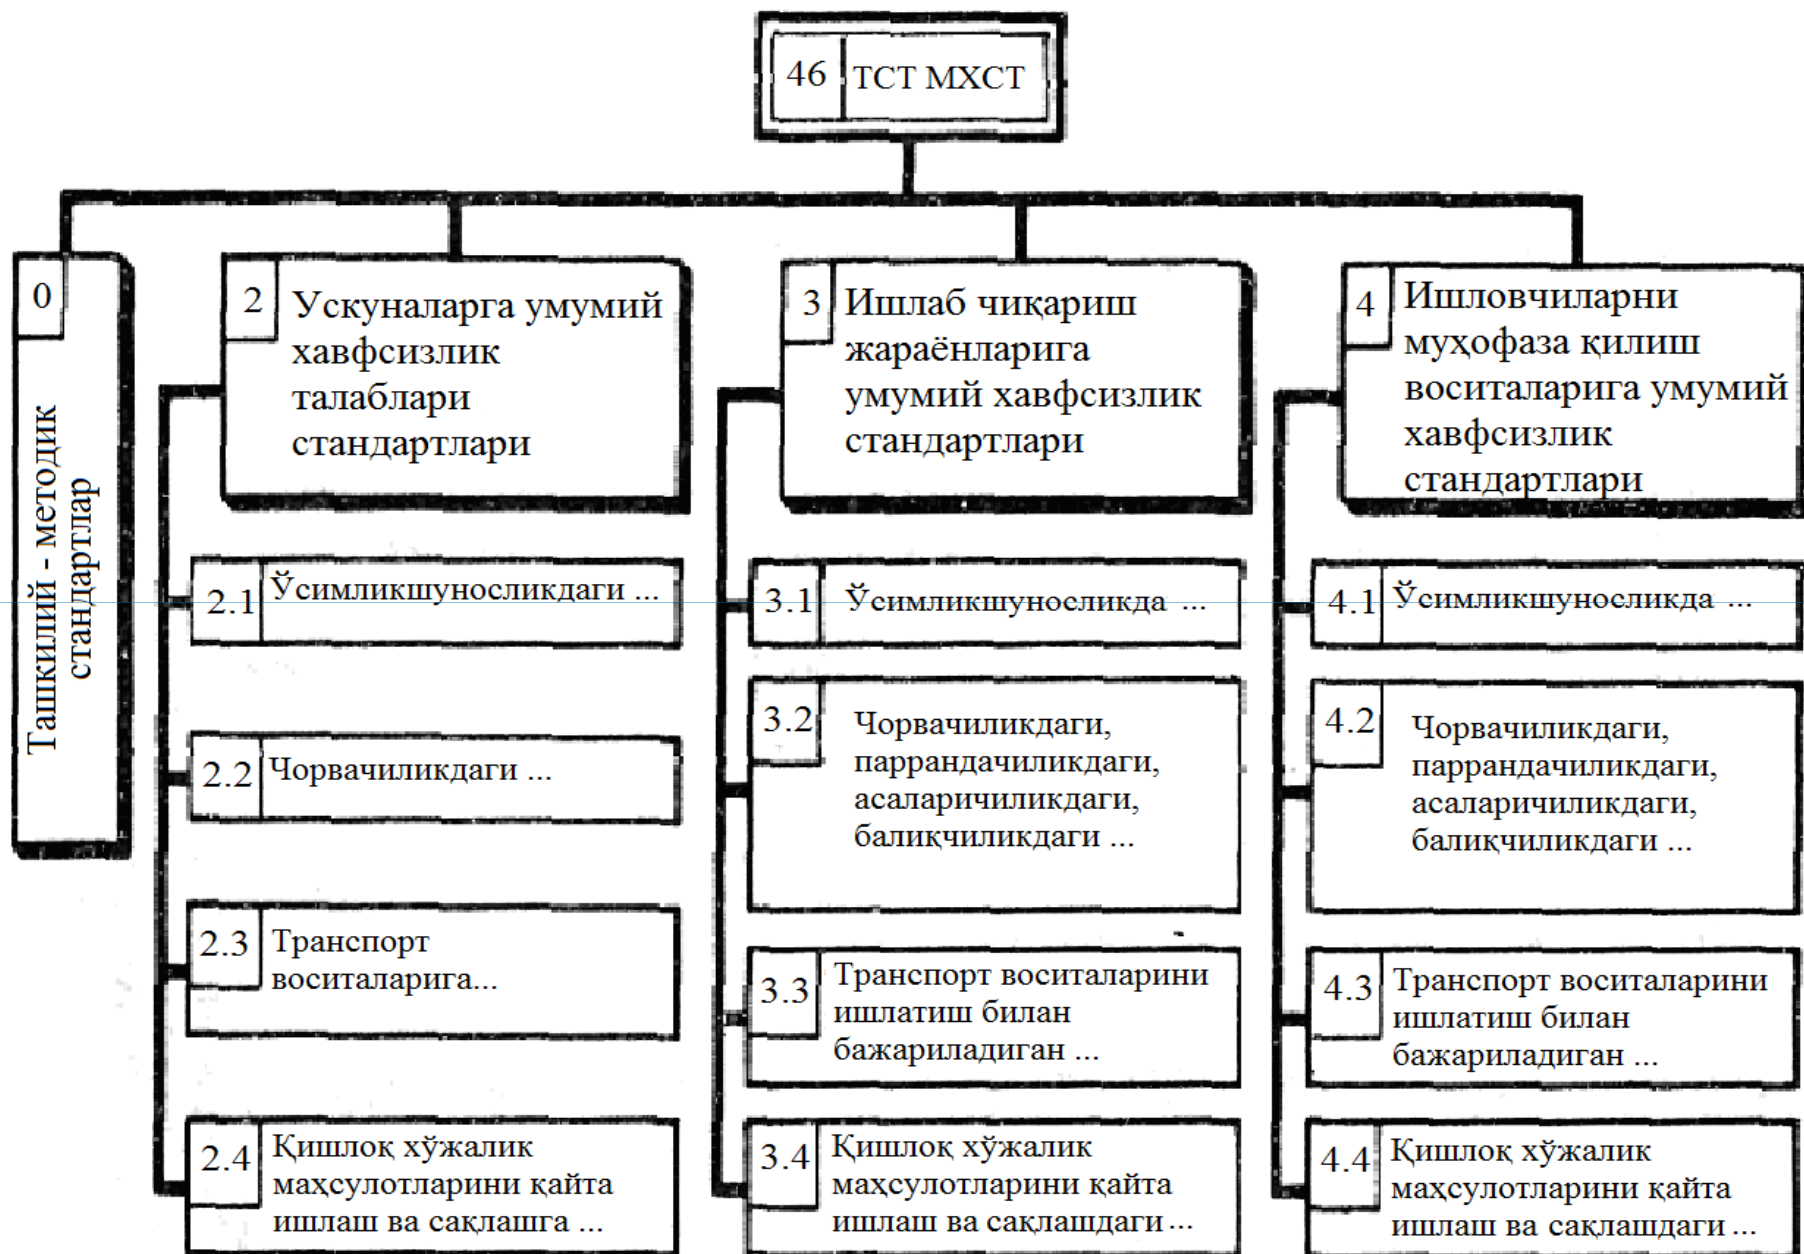 46
ТСТ МХСТ
0
Ташкилий - методик
стандартлар
2
Ускуналарга умумий
хавфсизлик
талаблари
стандартлари
2.1
Ўсимликшуносликдаги ...
2.2
Чорвачиликдаги ...
2.3
Транспорт
воситаларига...
2.4
Қишлоқ хўжалик
маҳсулотларини қайта
ишлаш ва сақлашга ...
3
Ишлаб чиқариш
жараёнларига
умумий хавфсизлик
стандартлари
3.1
Ўсимликшуносликда ...
3.2
Чорвачиликдаги,
паррандачиликдаги,
асаларичиликдаги,
балиқчиликдаги ...
3.3
Транспорт воситаларини
ишлатиш билан
бажариладиган ...
3.4
Қишлоқ хўжалик
маҳсулотларини қайта
ишлаш ва сақлашдаги ...
4
Ишловчиларни
муҳофаза қилиш
воситаларига умумий
хавфсизлик
стандартлари
4.1
Ўсимликшуносликда ...
4.2
Чорвачиликдаги,
паррандачиликдаги,
асаларичиликдаги,
балиқчиликдаги ...
4.3
Транспорт воситаларини
ишлатиш билан
бажариладиган ...
4.4
Қишлоқ хўжалик
маҳсулотларини қайта
ишлаш ва сақлашдаги ...